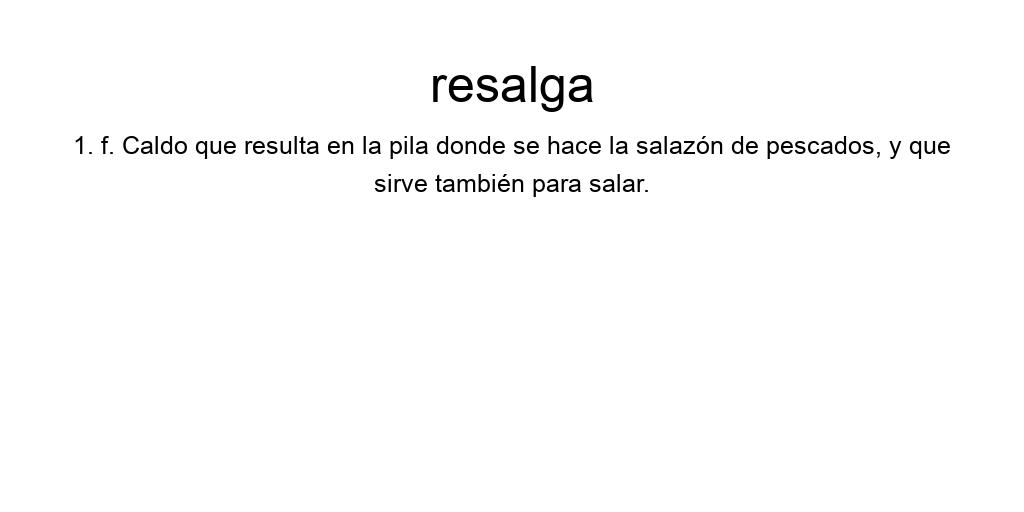 resalga
1. f. Caldo que resulta en la pila donde se hace la salazón de pescados, y que
sirve también para salar.